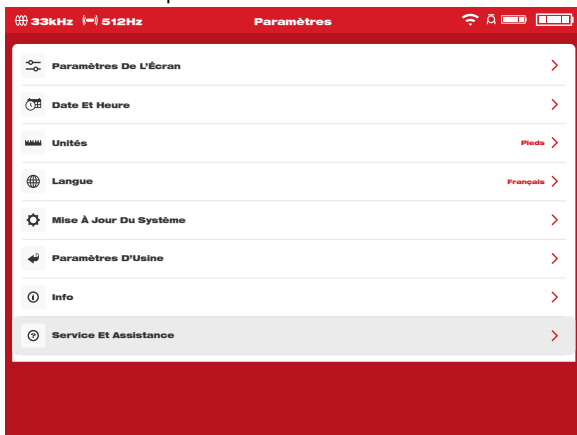 33kHz 512Hz Paramètres
Paramètres De L'Écran
Date Et Heure
Unités Pieds
Langue Français
Mise À Jour Du Système
Paramètres D'Usine
Info
Service Et Assistance